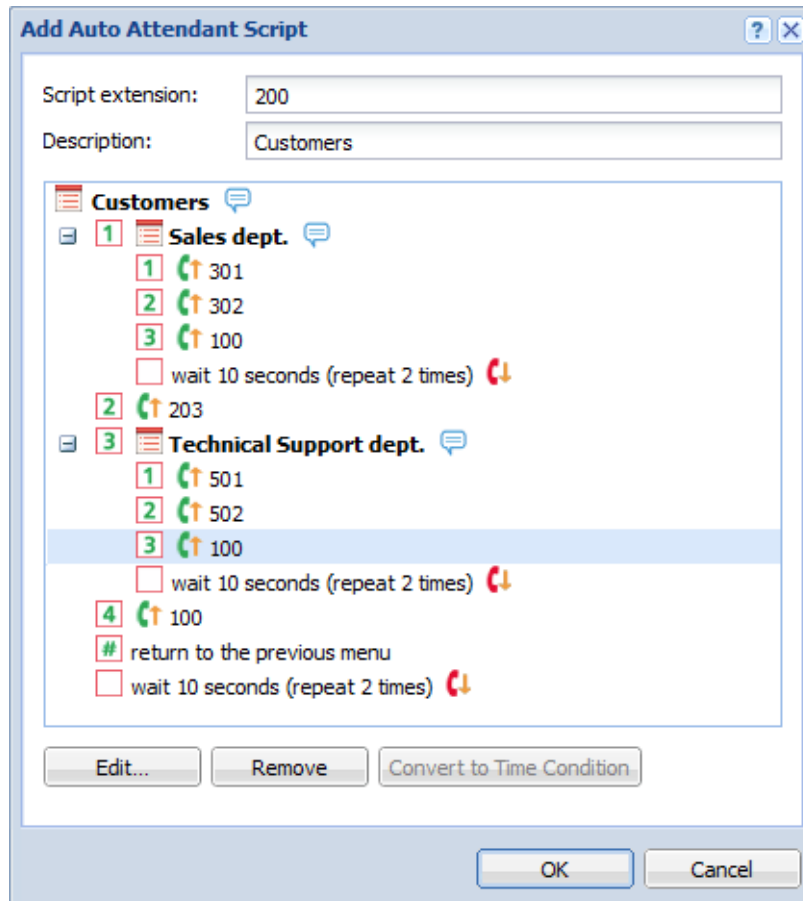 Add Auto Attendant Script ?
Script extension: 200
Description: Customers
Customers
1 Sales dept.
1 301
2 302
3 100
wait 10 seconds (repeat 2 times)
2 203
3 Technical Support dept.
1 501
2 502
3 100
wait 10 seconds (repeat 2 times)
4 100
# return to the previous menu
wait 10 seconds (repeat 2 times)
Edit... Remove Convert to Time Condition
OK Cancel